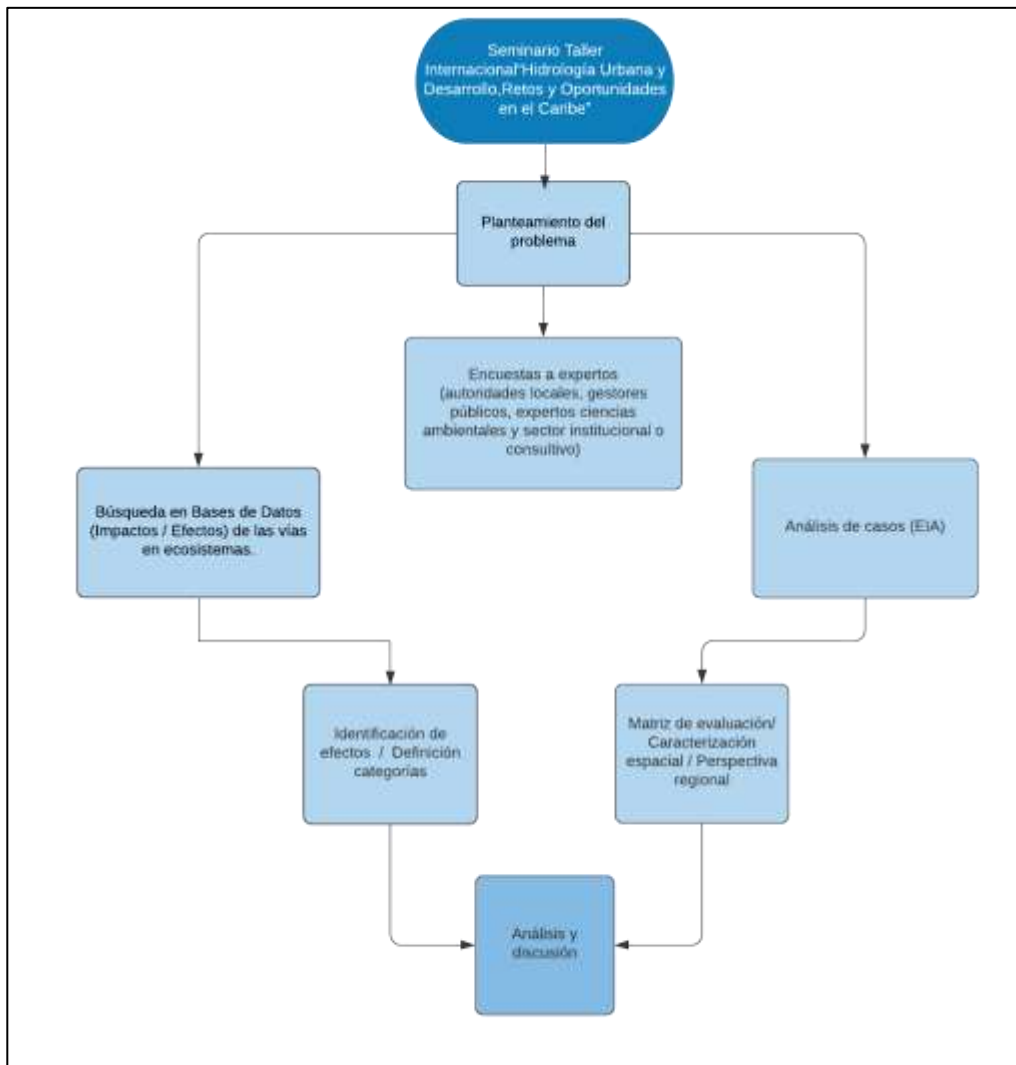 Seminario Taller
Internacional"Hidrología Urbana y
Desarrollo,Retos y Oportunidades
en el Caribe"
Planteamiento del
problema
Encuestas a expertos
(autoridades locales, gestores
públicos, expertos ciencias
ambientales y sector institucional o
consultivo)
Búsqueda en Bases de Datos
(Impactos / Efectos) de las vías
en ecosistemas.
Análisis de casos (EiA)
Identificación de
efectos / Definición
categorías
Matriz de evaluación/
Caracterización
espacial / Perspectiva
regional
Análisis y
discusión